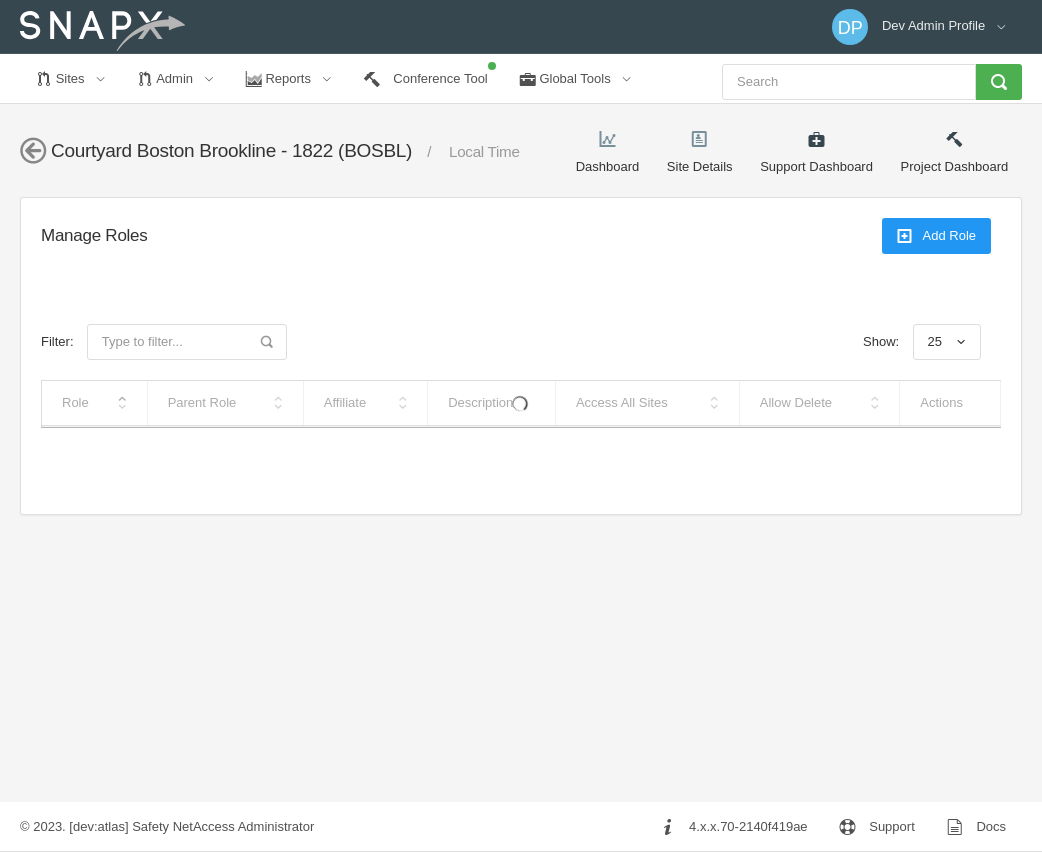 SNAPX
DP Dev Admin Profile
Sites Admin Reports Conference Tool Global Tools Search
Courtyard Boston Brookline - 1822 (BOSBL) / Local Time
Dashboard Site Details Support Dashboard Project Dashboard
Manage Roles Add Role
Filter: Type to filter... Show: 25
Role Parent Role Affiliate Description Access All Sites Allow Delete Actions
© 2023. [dev:atlas] Safety NetAccess Administrator 4.x.x.70-2140f419ae Support Docs